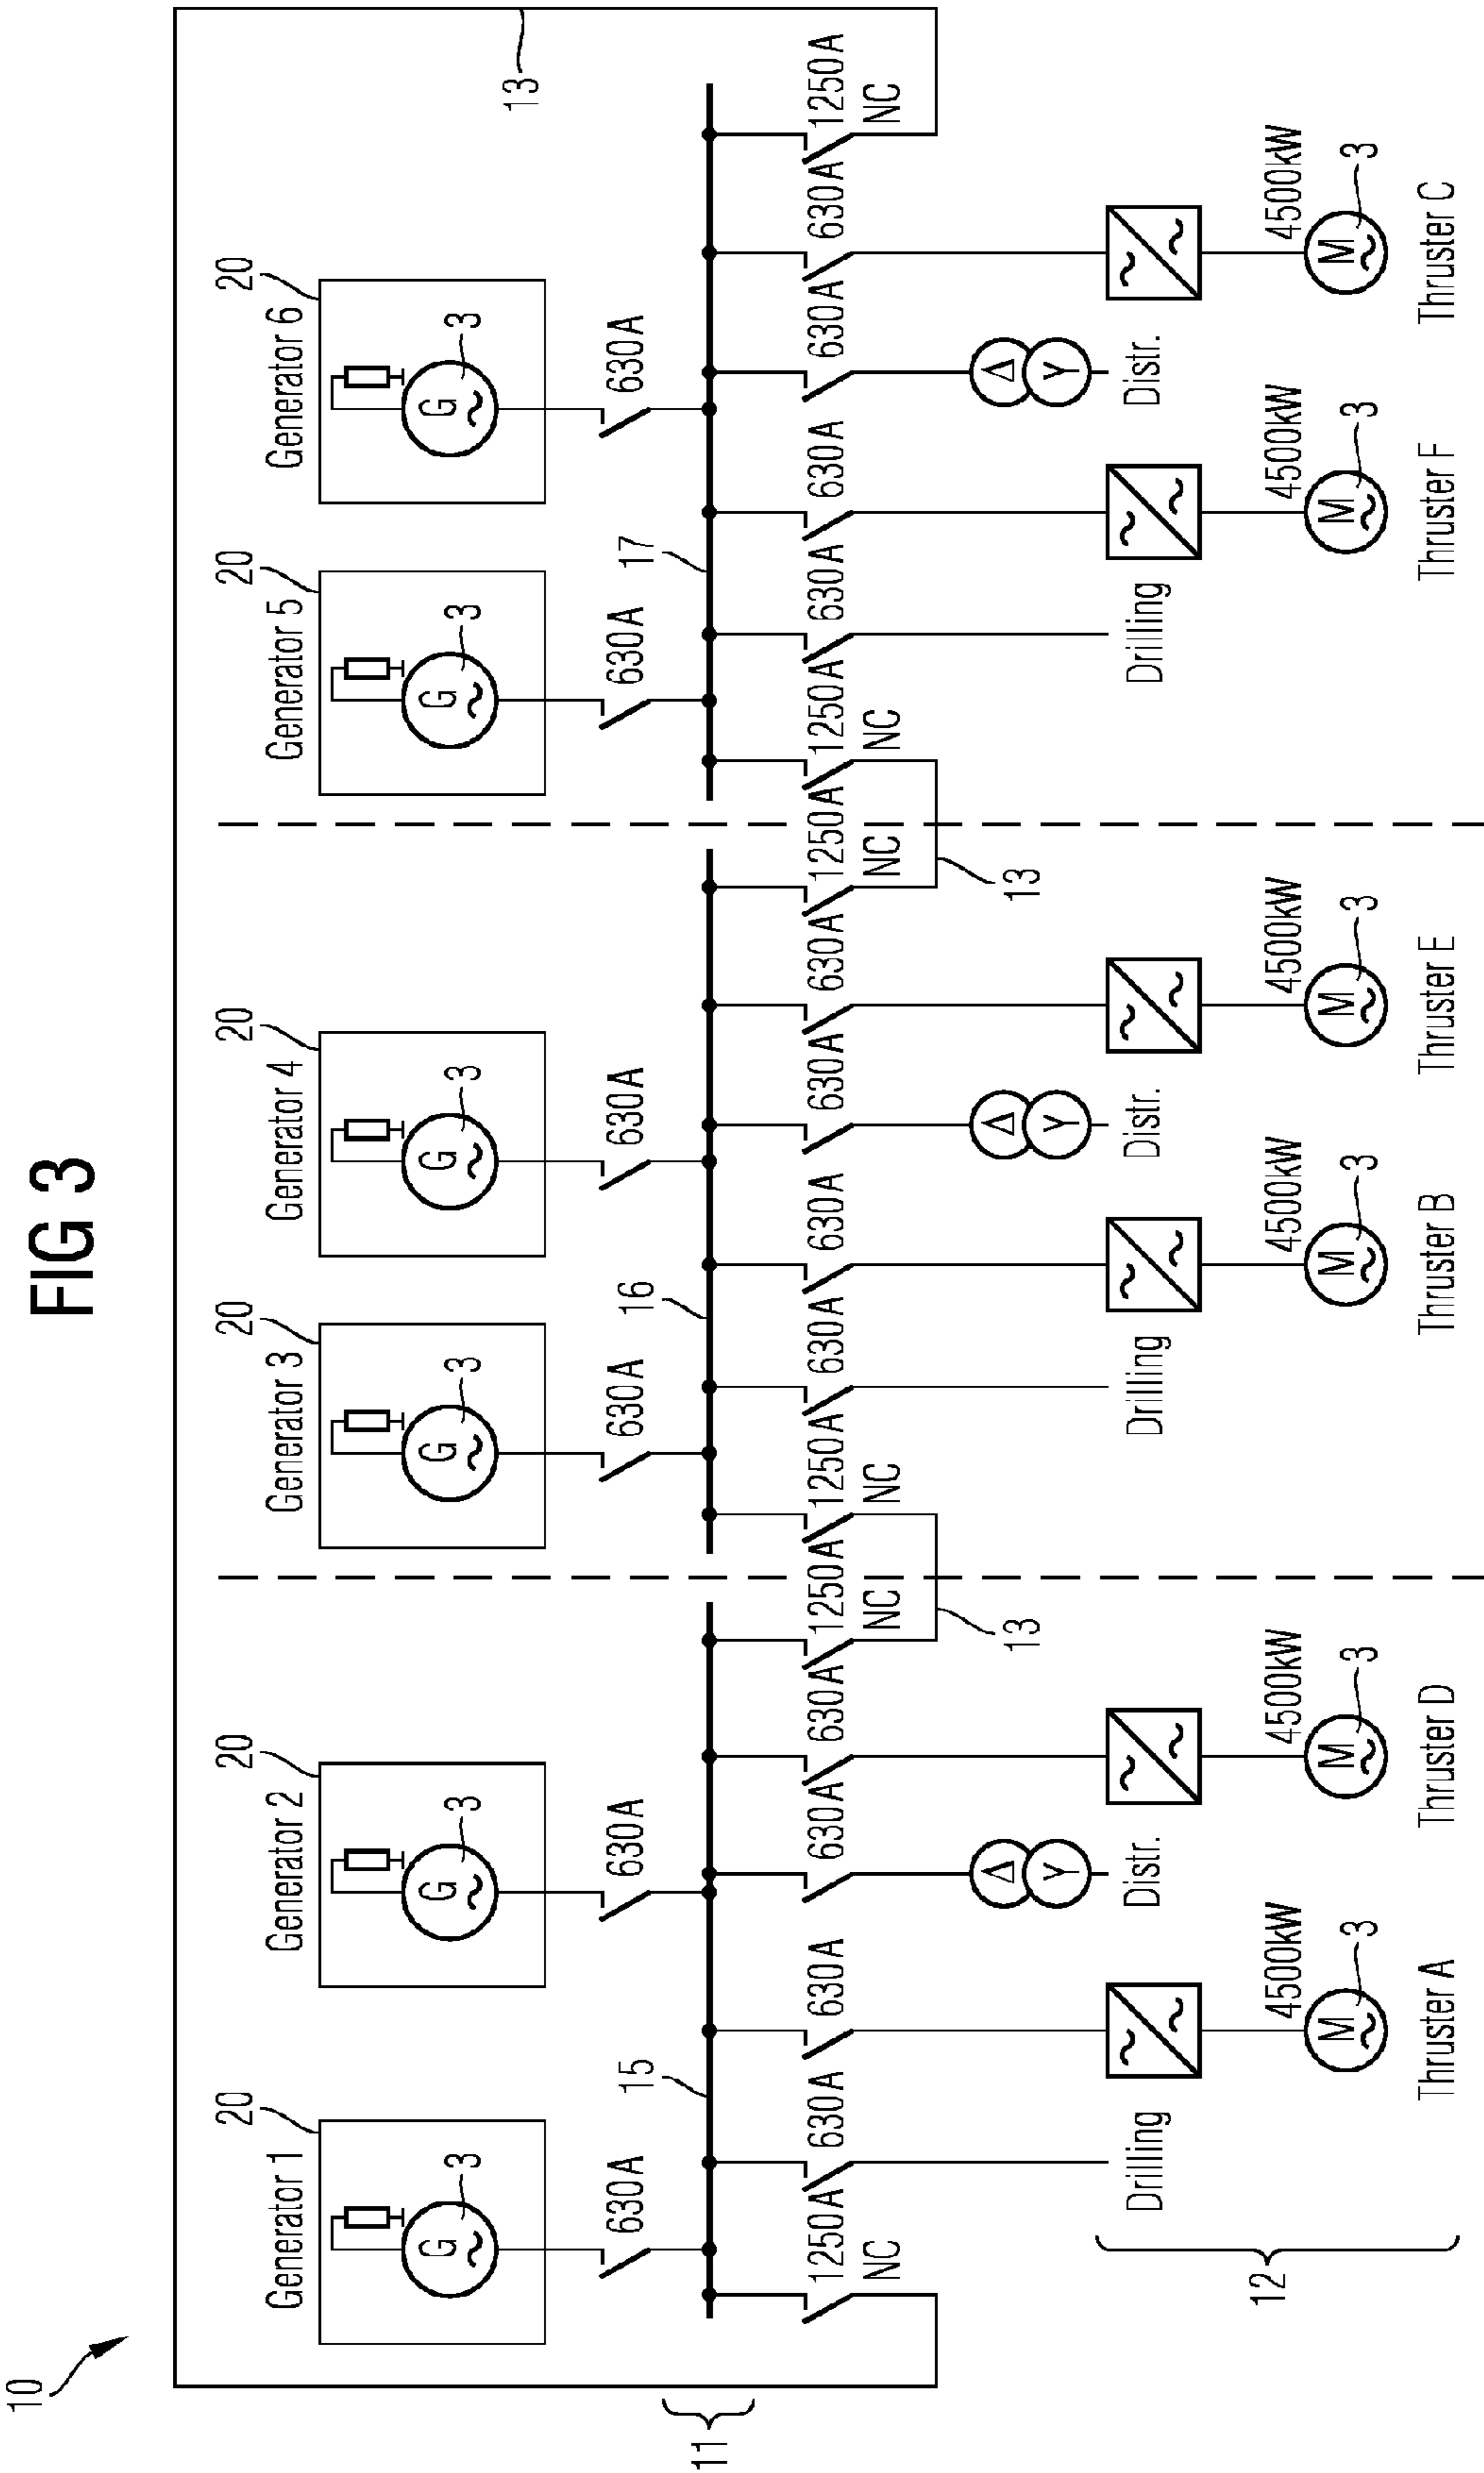 FIG 3
10
20 20 20 20 20 20
Generator 1 Generator 2 Generator 3 Generator 4 Generator 5 Generator 6
G 3 G 3 G 3 G 3 G 3 G 3
13
630A 630A 630A 630A 630A 630A
15 16 17
11
1250A 630A 630A 630A 630A 1250A 1250A 630A 630A 630A 630A 1250A 1250A 630A 630A 630A 630A 1250A
NC NC NC NC NC NC
Δ Δ Δ
13 13
Y Y Y
Drilling Distr. Drilling Distr. Drilling Distr.
12
4500kW 4500kW 4500kW 4500kW 4500kW 4500kW
M 3 M 3 M 3 M 3 M 3 M 3
Thruster A Thruster D Thruster B Thruster E Thruster F Thruster C